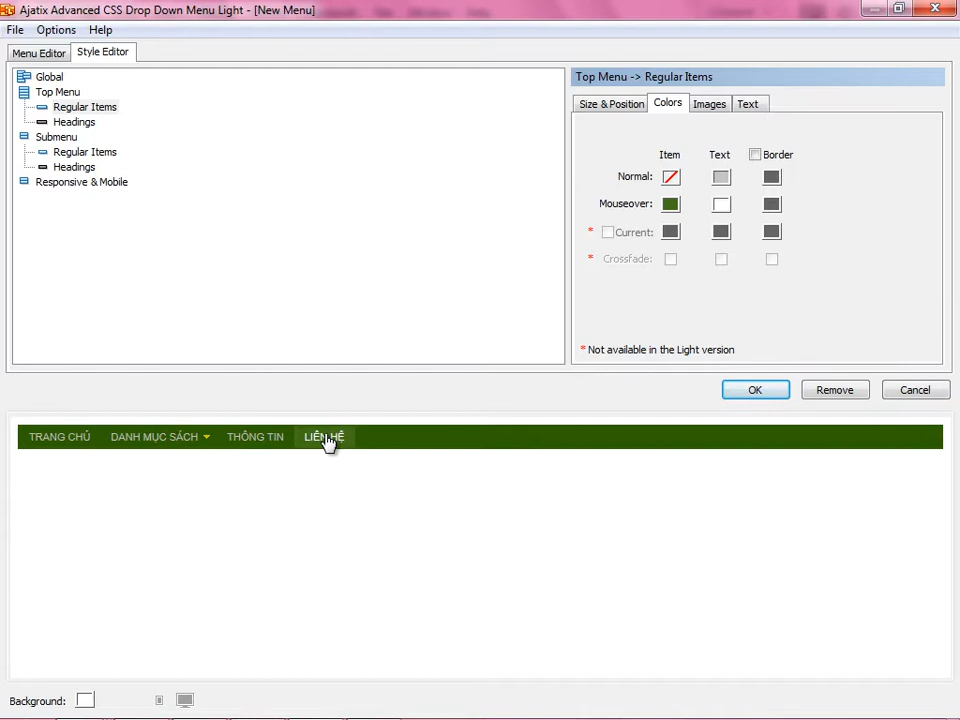 Ajatix Advanced CSS Drop Down Menu Light - [New Menu]
File Options Help
Menu Editor Style Editor
Global
Top Menu
Regular Items
Headings
Submenu
Regular Items
Headings
Responsive & Mobile
Top Menu -> Regular Items
Size & Position Colors Images Text
Item Text Border
Normal:
Mouseover:
* Current:
* Crossfade:
* Not available in the Light version
OK Remove Cancel
TRANG CHỦ DANH MỤC SÁCH THÔNG TIN LIÊN HỆ
Background: